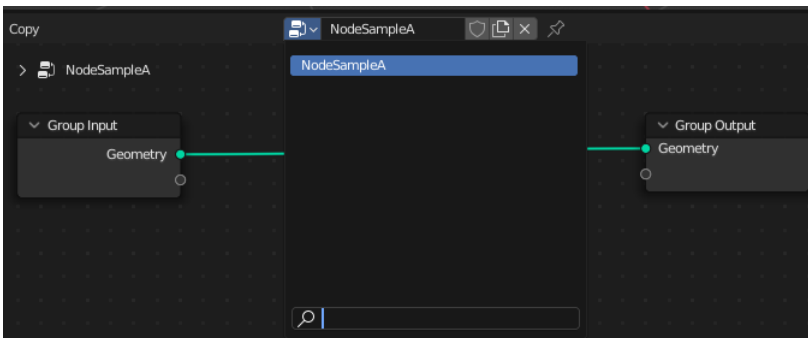 Copy
NodeSampleA
NodeSampleA
NodeSampleA
Group Input
Geometry
Group Output
Geometry